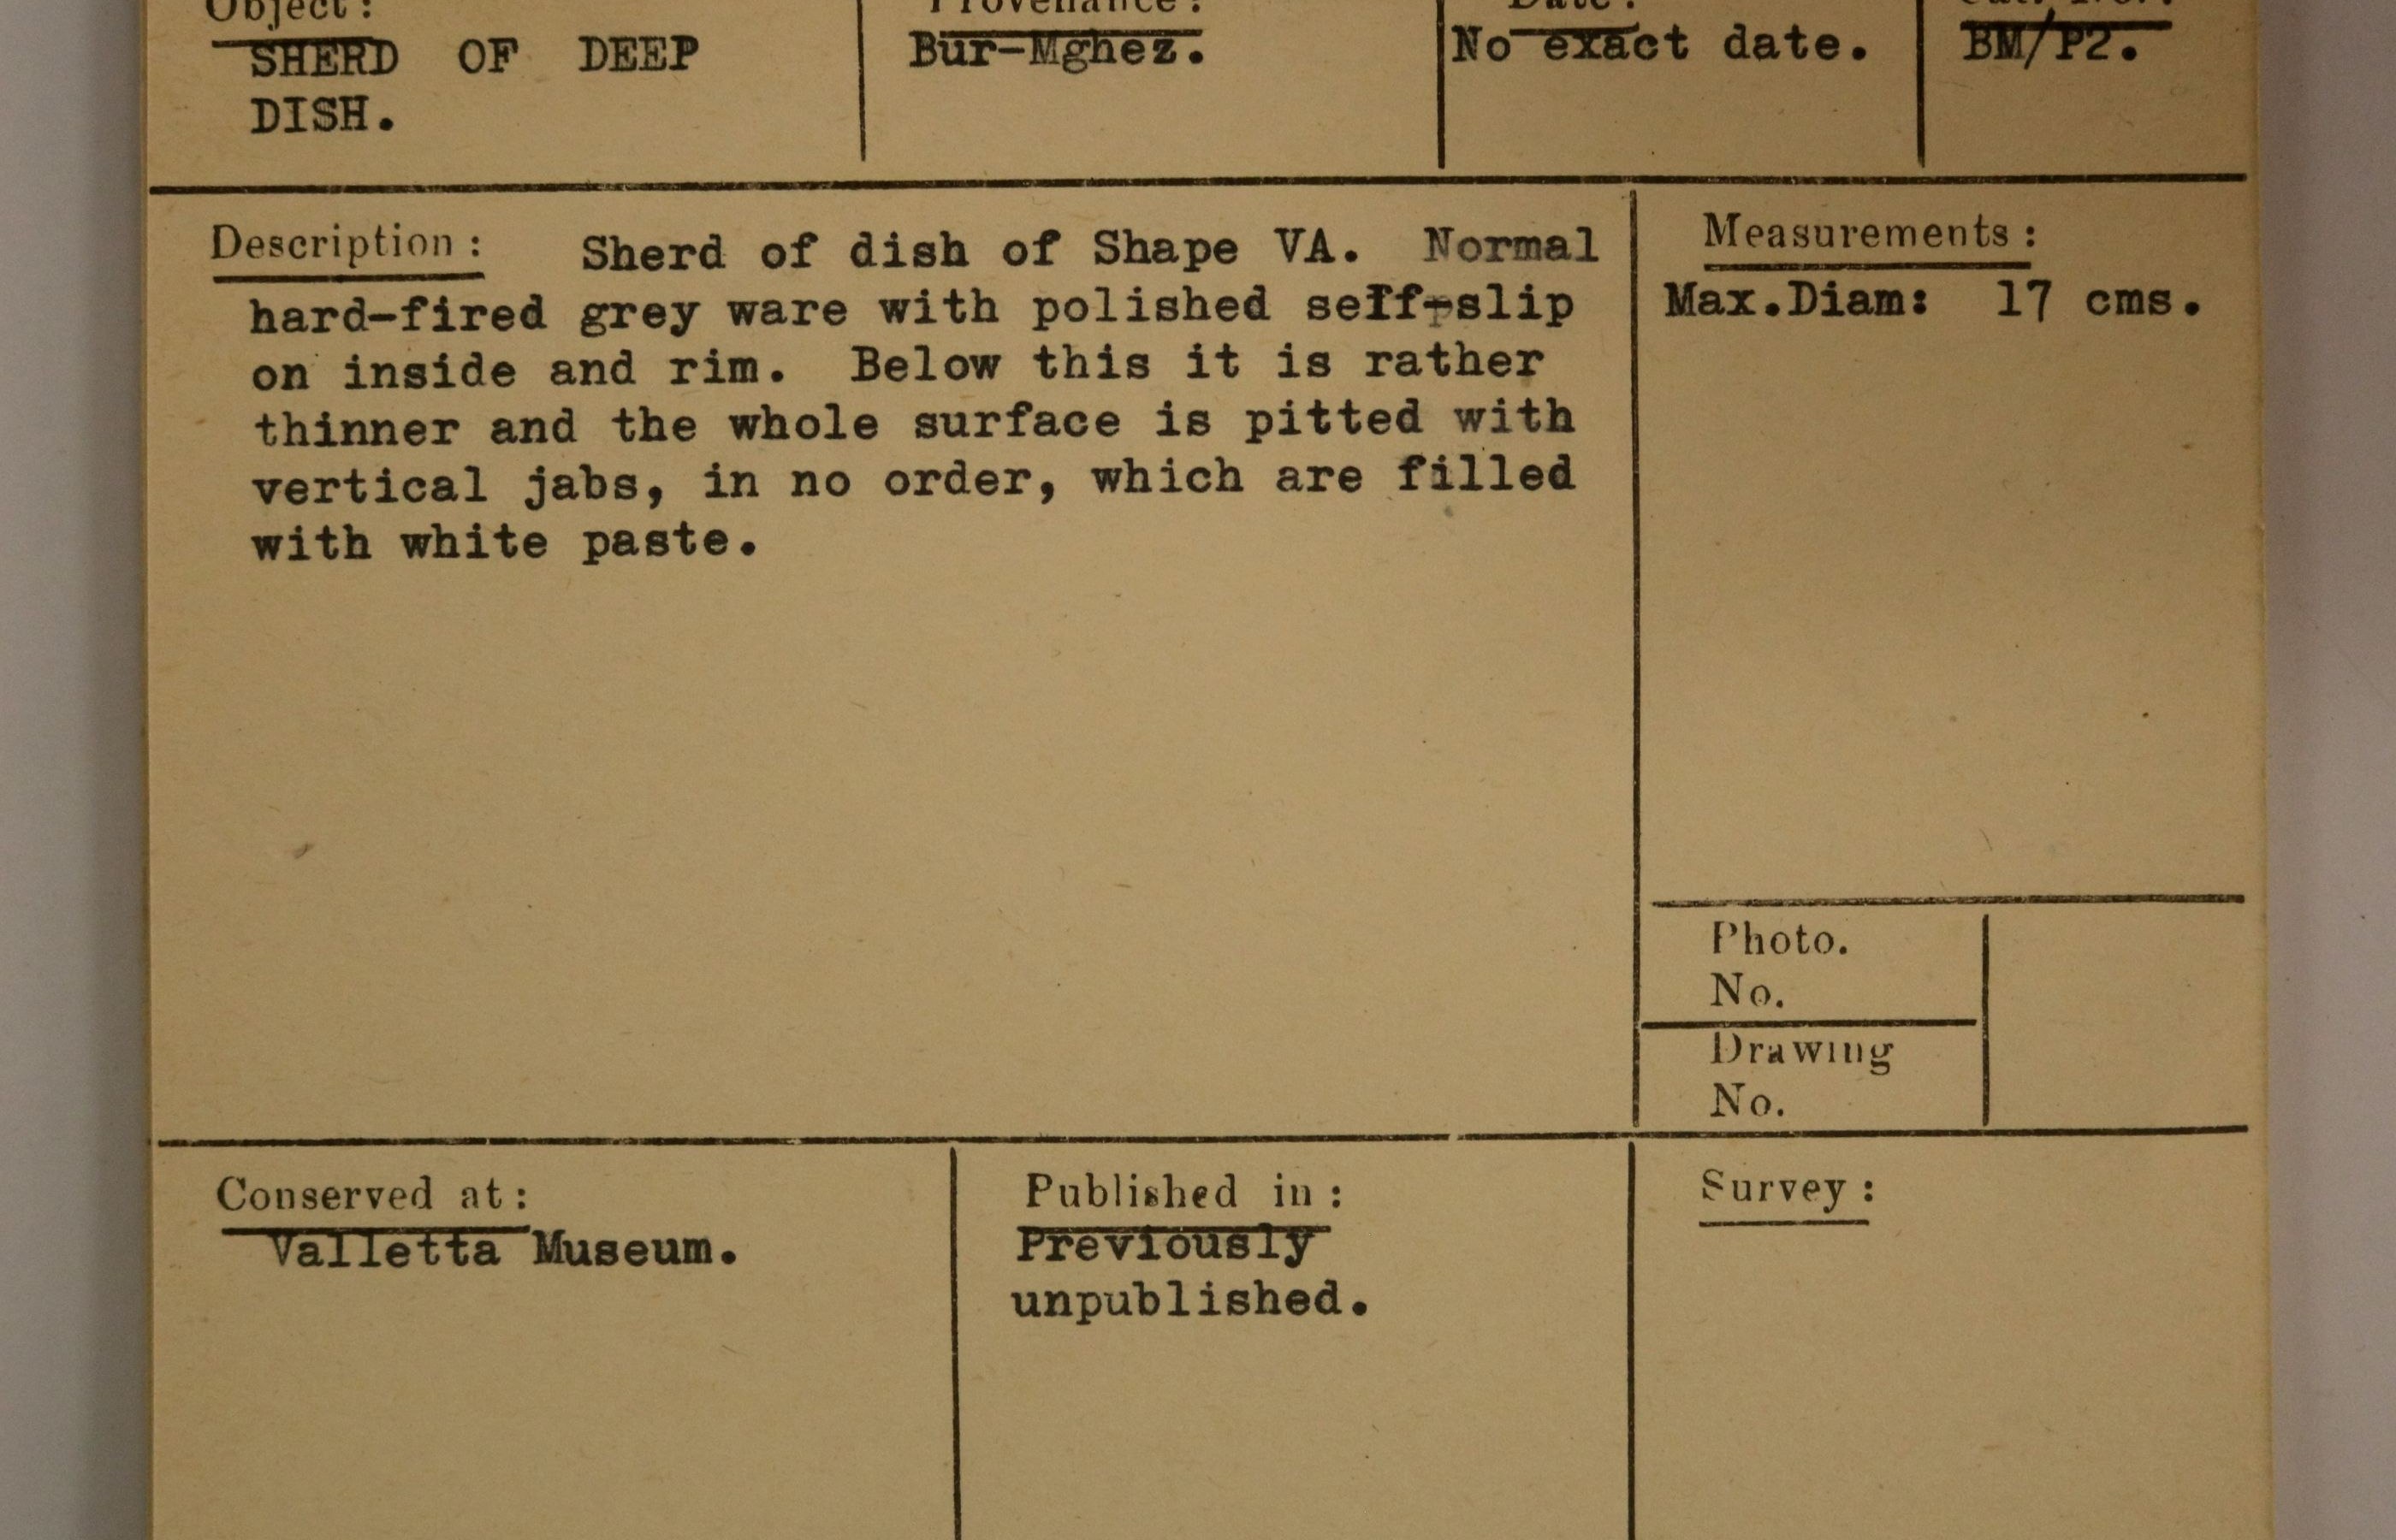 Object:
SHERD OF DEEP
DISH.
Provenance:
Bur-Mghez.
Date:
No exact date.
Cat. No.:
BM/P2.
Description: Sherd of dish of Shape VA. Normal
hard-fired grey ware with polished self-slip
on inside and rim. Below this it is rather
thinner and the whole surface is pitted with
vertical jabs, in no order, which are filled
with white paste.
Measurements:
Max.Diam: 17 cms.
Photo.
No.
Drawing
No.
Conserved at:
Valletta Museum.
Published in:
Previously
unpublished.
Survey: